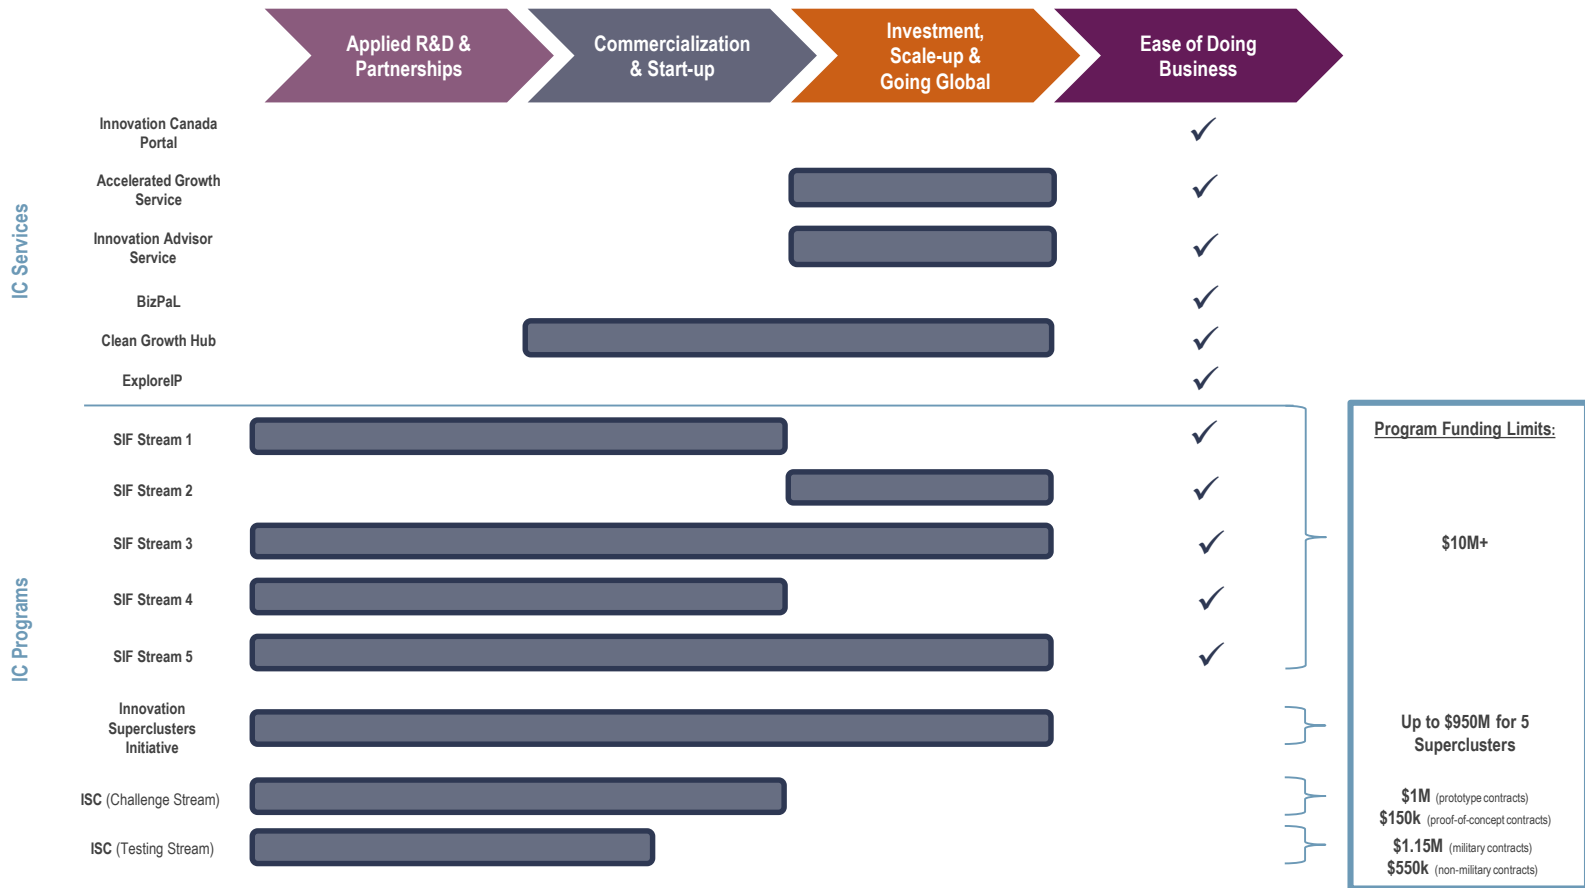 Applied R&D &
Partnerships
Commercialization
& Start-up
Investment,
Scale-up &
Going Global
Ease of Doing
Business
IC Services
Innovation Canada
Portal
Accelerated Growth
Service
Innovation Advisor
Service
BizPaL
Clean Growth Hub
ExploreIP
IC Programs
SIF Stream 1
SIF Stream 2
SIF Stream 3
SIF Stream 4
SIF Stream 5
Innovation
Superclusters
Initiative
ISC (Challenge Stream)
ISC (Testing Stream)
Program Funding Limits:
$10M+
Up to $950M for 5
Superclusters
$1M (prototype contracts)
$150k (proof-of-concept contracts)
$1.15M (military contracts)
$550k (non-military contracts)